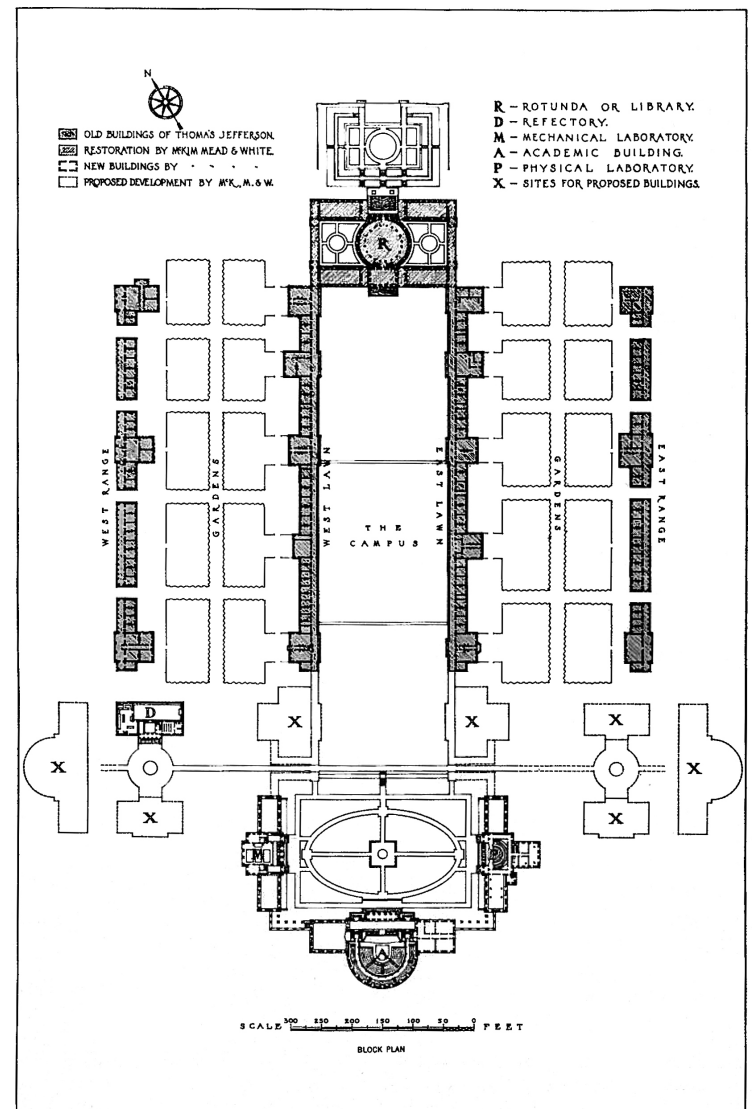 N
OLD BUILDINGS OF THOMAS JEFFERSON.
RESTORATION BY McKIM MEAD & WHITE.
NEW BUILDINGS BY " " " "
PROPOSED DEVELOPMENT BY McK., M. & W.
R – ROTUNDA OR LIBRARY.
D – REFECTORY.
M – MECHANICAL LABORATORY.
A – ACADEMIC BUILDING.
P – PHYSICAL LABORATORY.
X – SITES FOR PROPOSED BUILDINGS.
R
WEST RANGE
GARDENS
WEST LAWN
THE
CAMPUS
EAST LAWN
GARDENS
EAST RANGE
D
X
X
X
X
X
X
X
M
P
A
SCALE 300 250 200 150 100 50 0 FEET
BLOCK PLAN